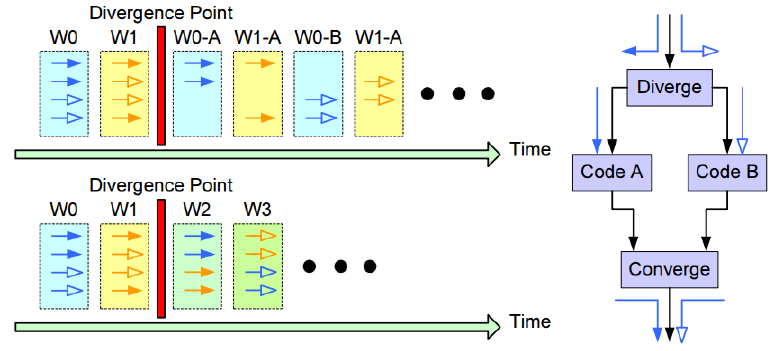 Divergence Point
W0 W1 W0-A W1-A W0-B W1-A
Time
Divergence Point
W0 W1 W2 W3
Time
Diverge
Code A Code B
Converge